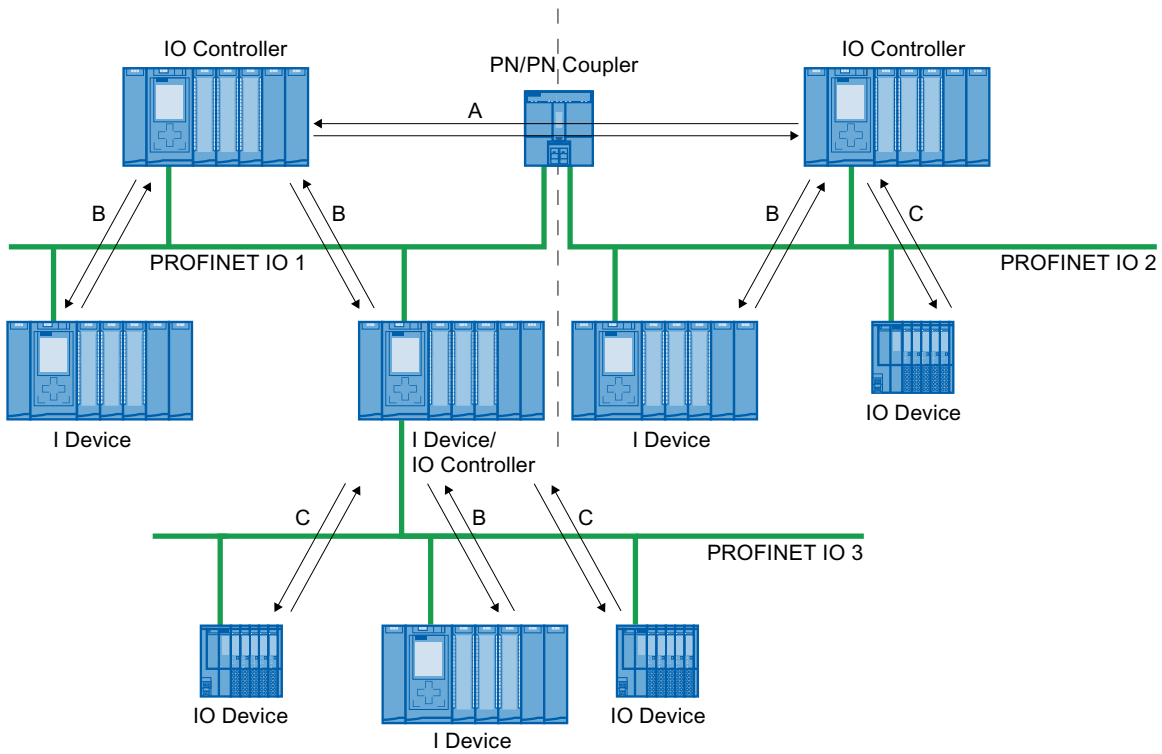 IO Controller
PN/PN Coupler
IO Controller
A
B
B
B
C
PROFINET IO 1
PROFINET IO 2
I Device
I Device/
IO Controller
I Device
IO Device
C
B
C
PROFINET IO 3
IO Device
I Device
IO Device